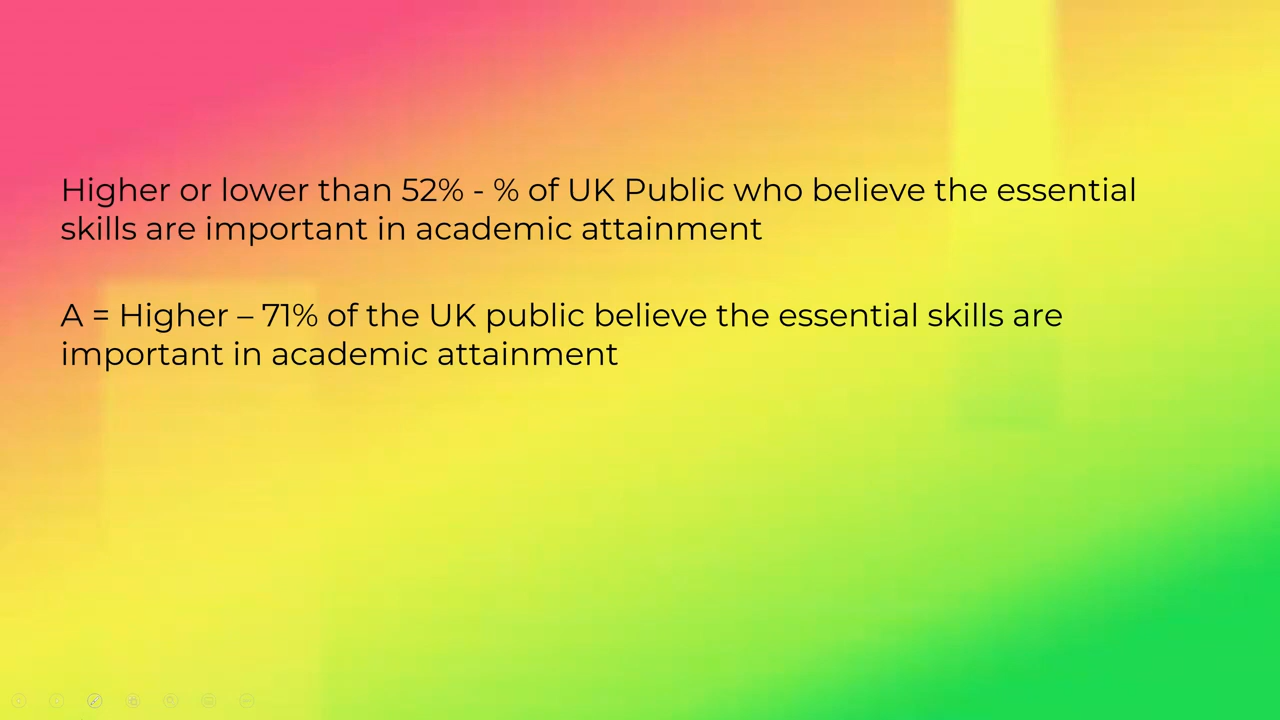 Higher or lower than 52% - % of UK Public who believe the essential
skills are important in academic attainment
A = Higher – 71% of the UK public believe the essential skills are
important in academic attainment